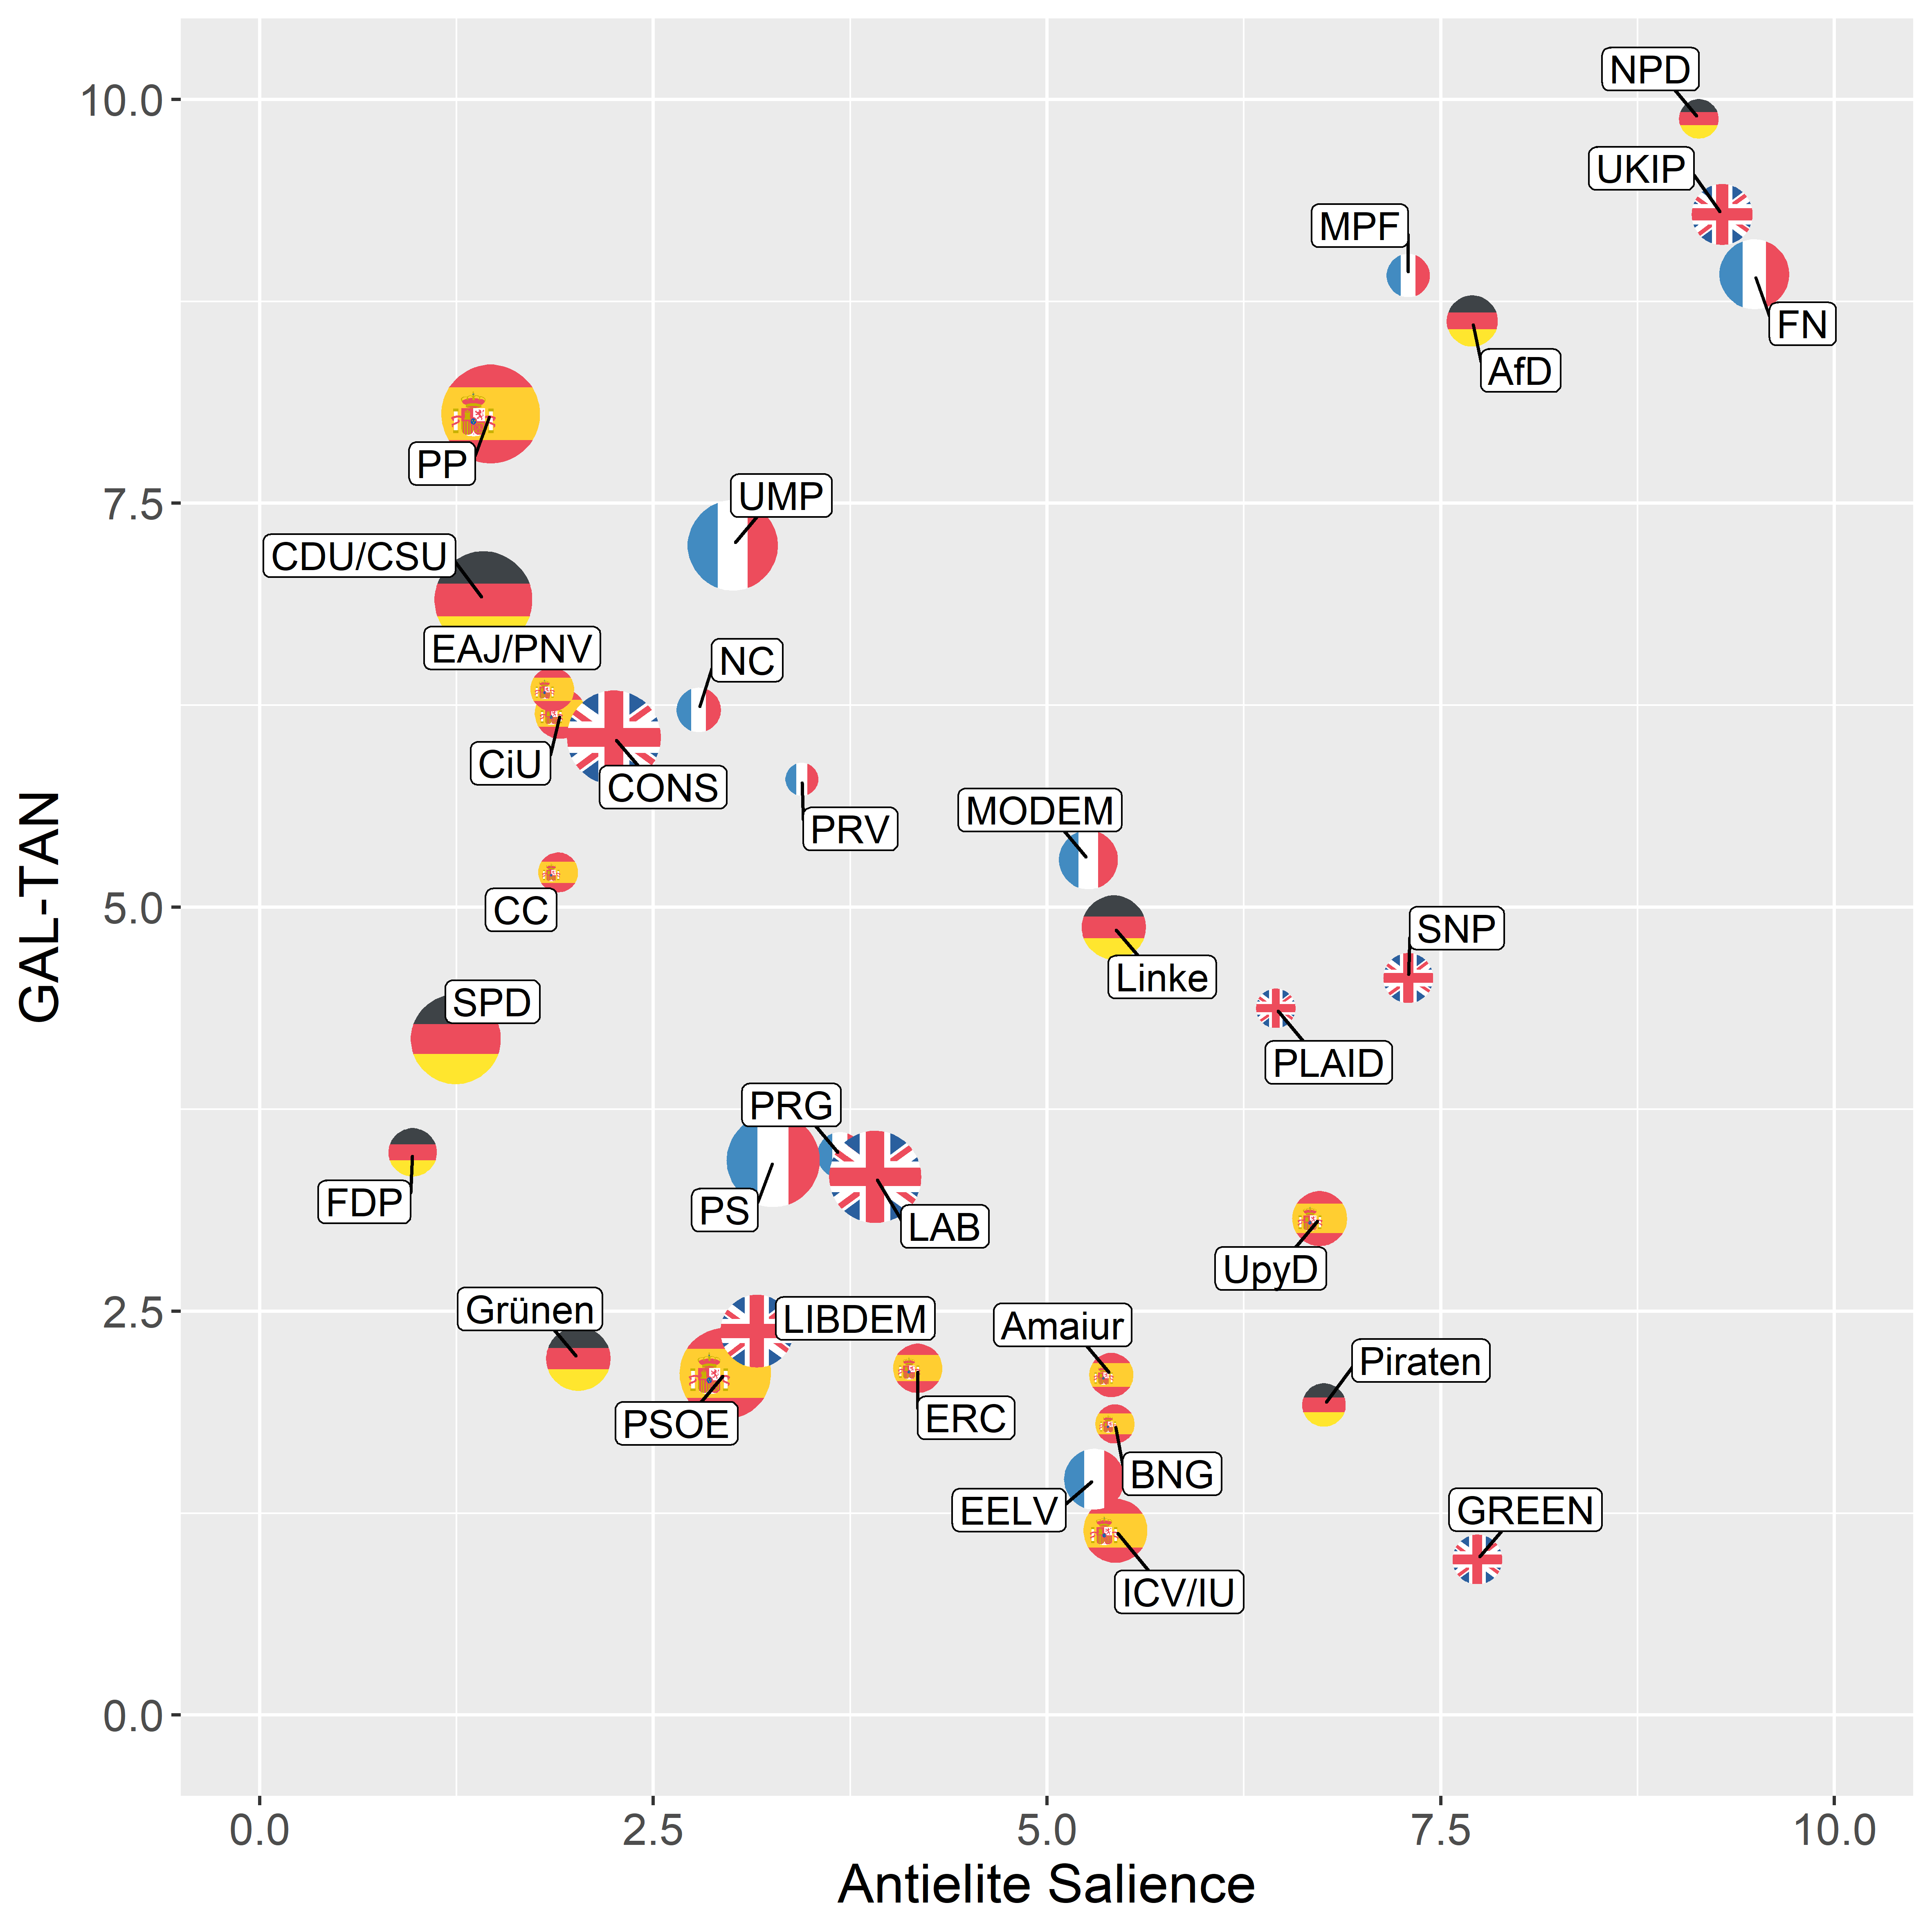 NPD
10.0
UKIP
MPF
FN
AfD
PP
UMP
7.5
CDU/CSU
EAJ/PNV
NC
CiU
CONS
PRV
MODEM
CC
5.0
SNP
Linke
SPD
PLAID
PRG
FDP
PS
LAB
UpyD
Grünen
LIBDEM
Amaiur
2.5
Piraten
PSOE
ERC
BNG
EELV
GREEN
ICV/IU
0.0
GAL-TAN
0.0 2.5 5.0 7.5 10.0
Antielite Salience